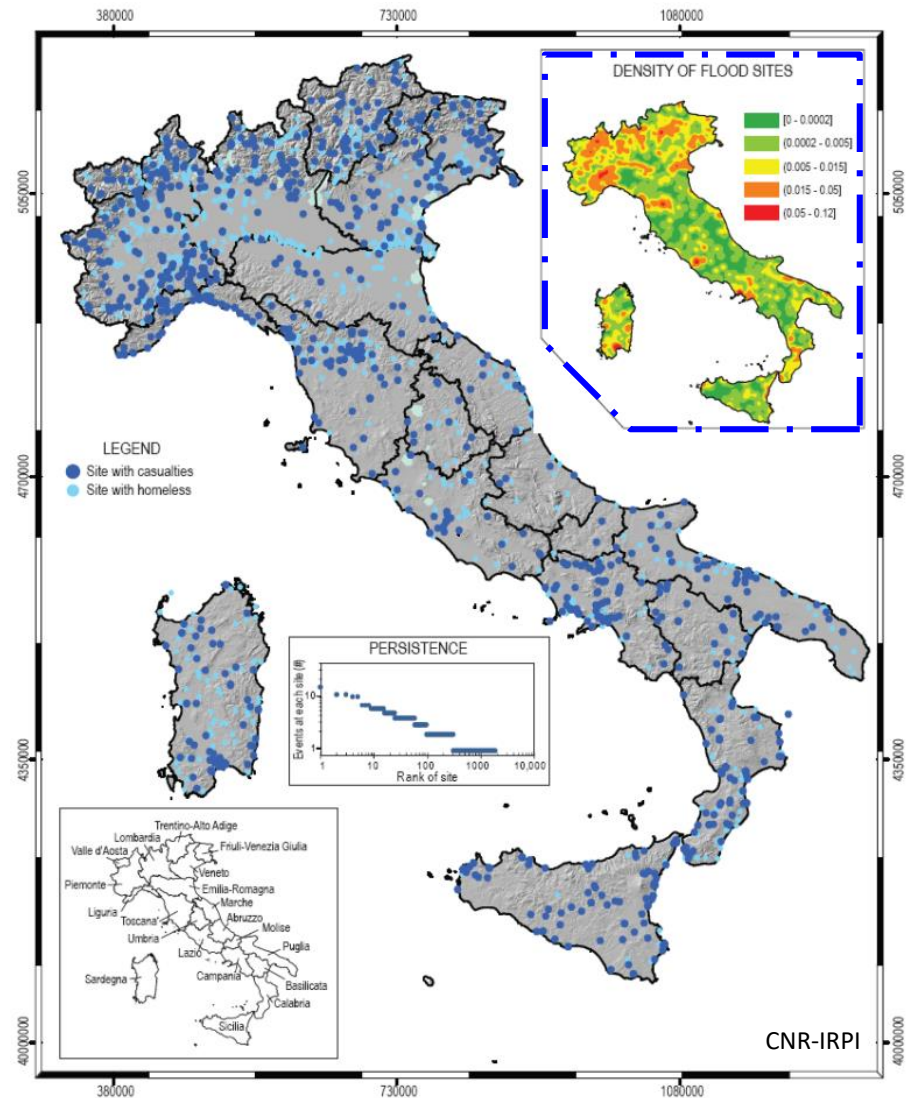 380000
730000
1080000
5050000
4700000
4350000
4000000
DENSITY OF FLOOD SITES
[0 - 0.0002]
(0.0002 - 0.005]
(0.005 - 0.015]
(0.015 - 0.05]
(0.05 - 0.12]
5050000
4700000
4350000
4000000
LEGEND
Site with casualties
Site with homeless
PERSISTENCE
Events at each site (#)
10
1
1
10
100
1000
10,000
Rank of site
Trentino-Alto Adige
Lombardia
Friuli-Venezia Giulia
Valle d'Aosta
Veneto
Piemonte
Emilia-Romagna
Marche
Liguria
Abruzzo
Toscana'
Molise
Umbria
Puglia
Lazio
Campania
Basilicata
Sardegna
Calabria
Sicilia
CNR-IRPI
380000
730000
1080000